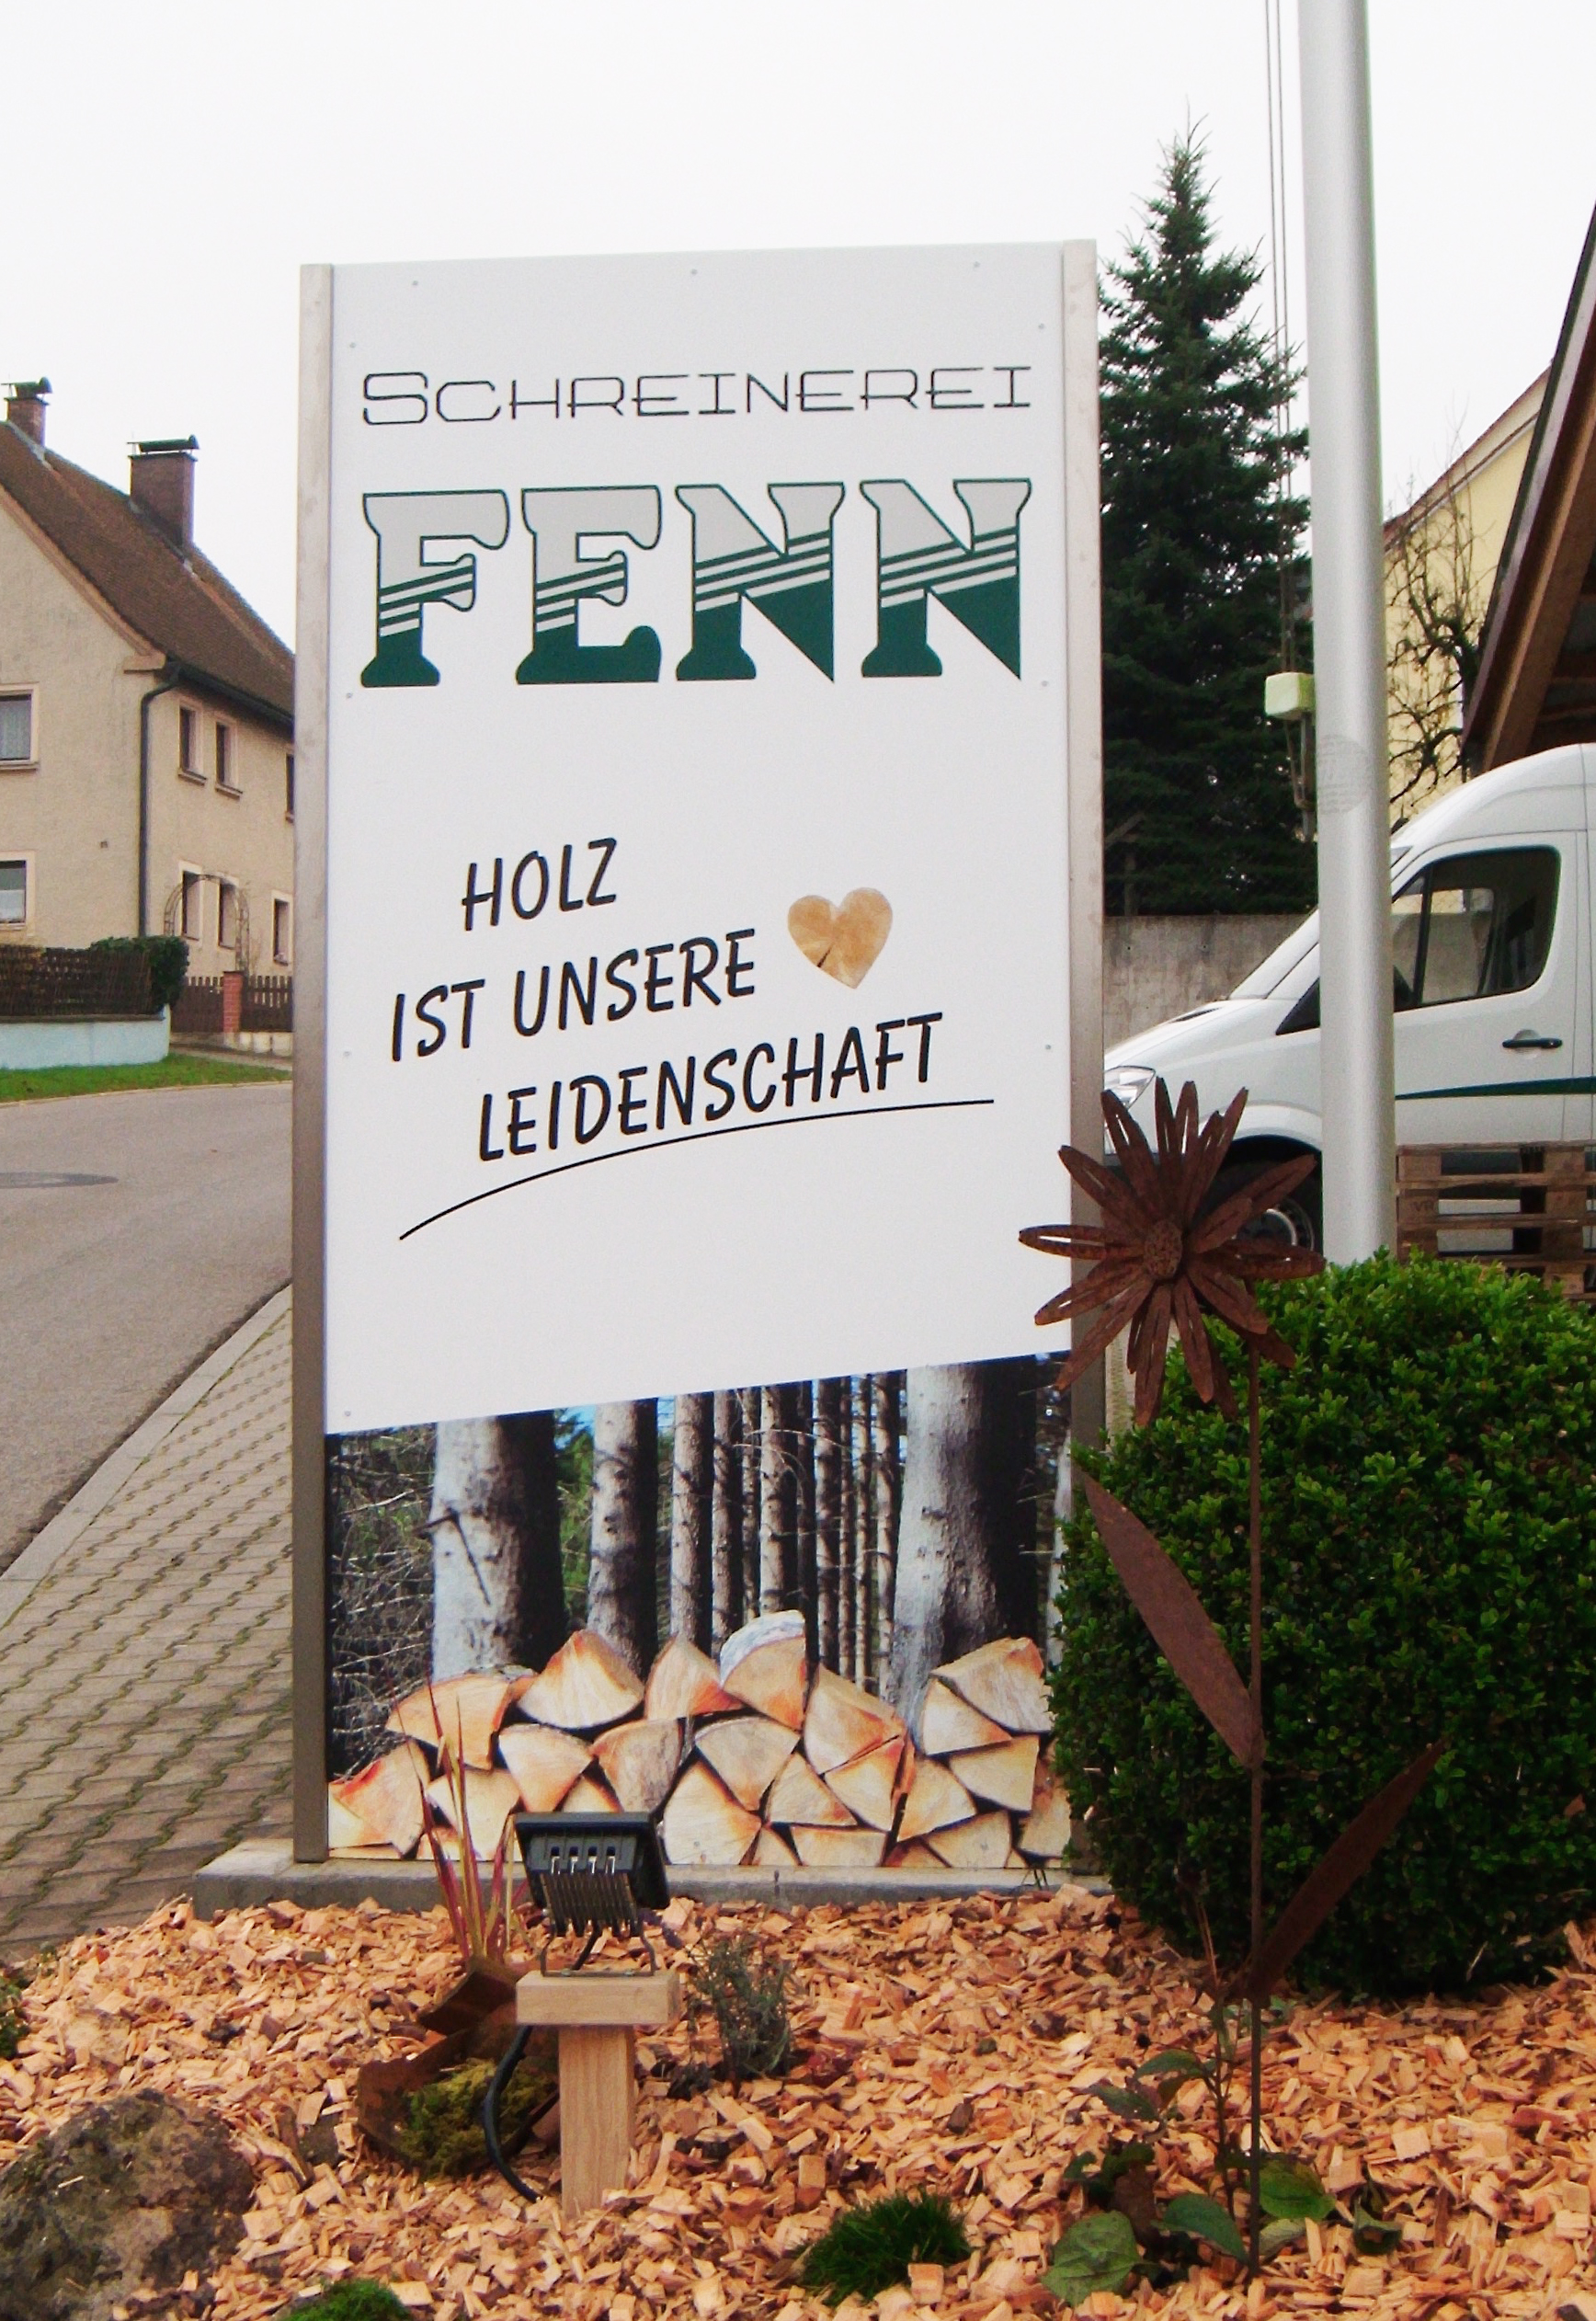 SCHREINEREI
FENN
HOLZ
IST UNSERE
LEIDENSCHAFT